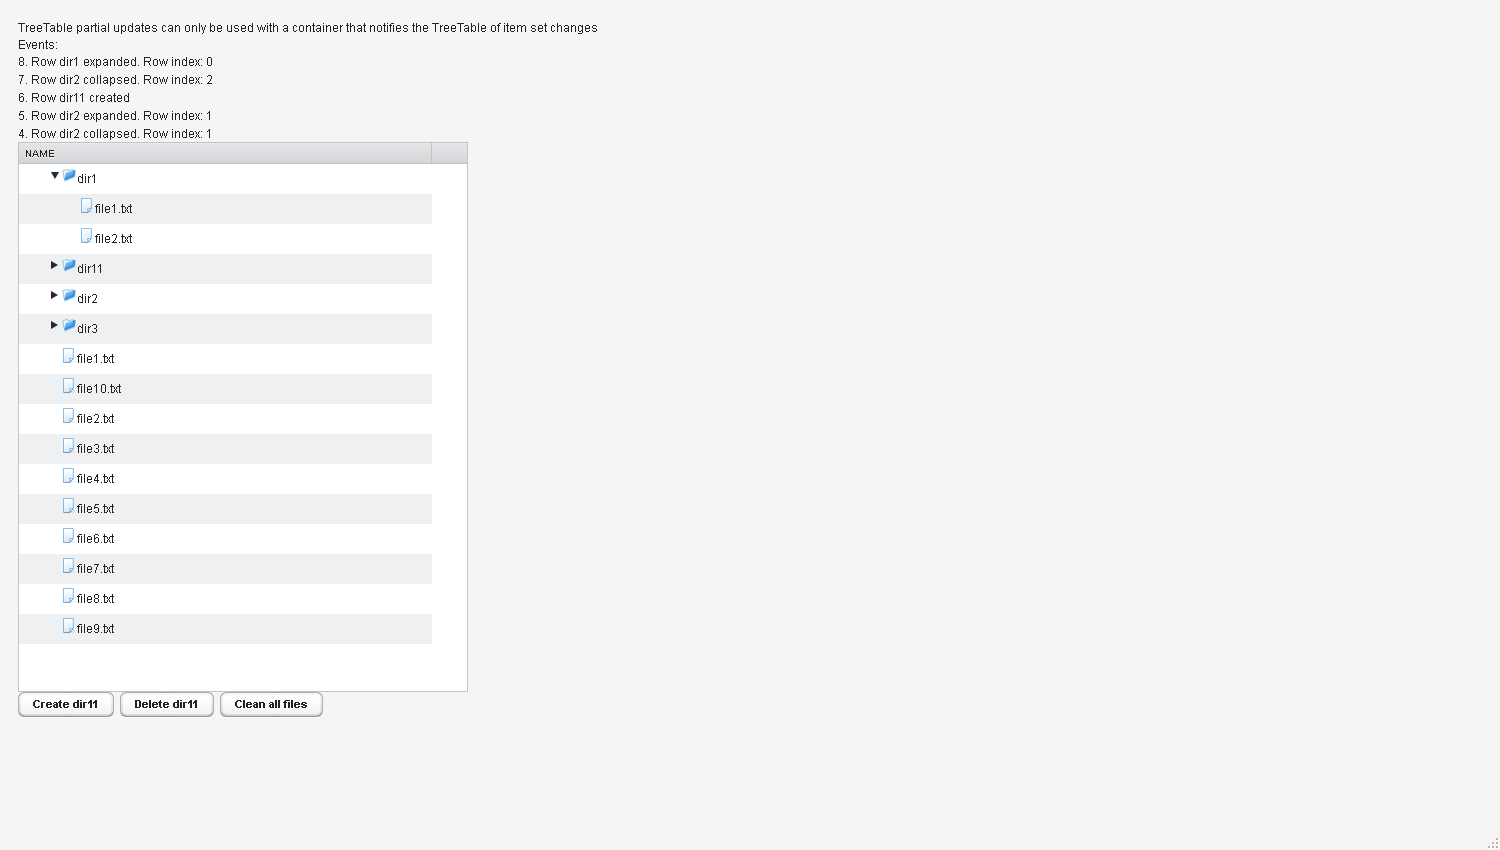 TreeTable partial updates can only be used with a container that notifies the TreeTable of item set changes
Events:
8. Row dir1 expanded. Row index: 0
7. Row dir2 collapsed. Row index: 2
6. Row dir11 created
5. Row dir2 expanded. Row index: 1
4. Row dir2 collapsed. Row index: 1
NAME
dir1
file1.txt
file2.txt
dir11
dir2
dir3
file1.txt
file10.txt
file2.txt
file3.txt
file4.txt
file5.txt
file6.txt
file7.txt
file8.txt
file9.txt
Create dir11 Delete dir11 Clean all files